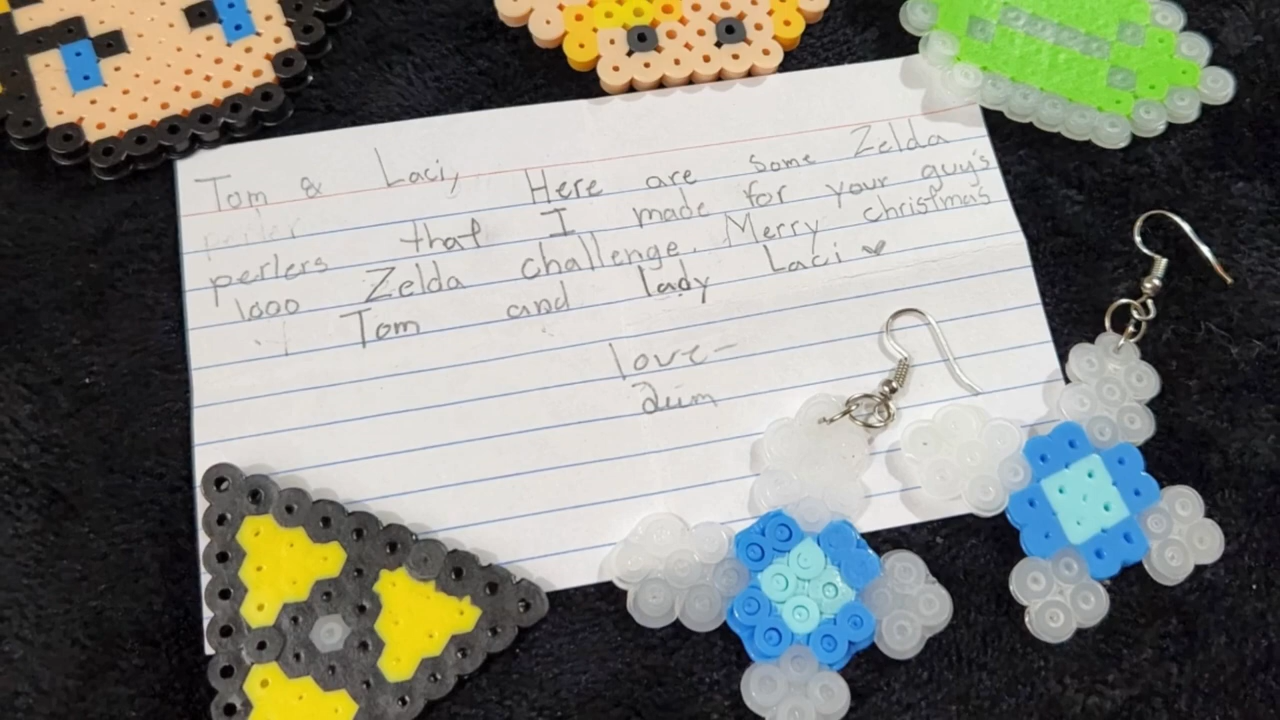 Tom & Laci, Here are some Zelda
perler
perlers that I made for your guy's
1000 Zelda challenge. Merry christmas
Tom and lady Laci ❤
love-